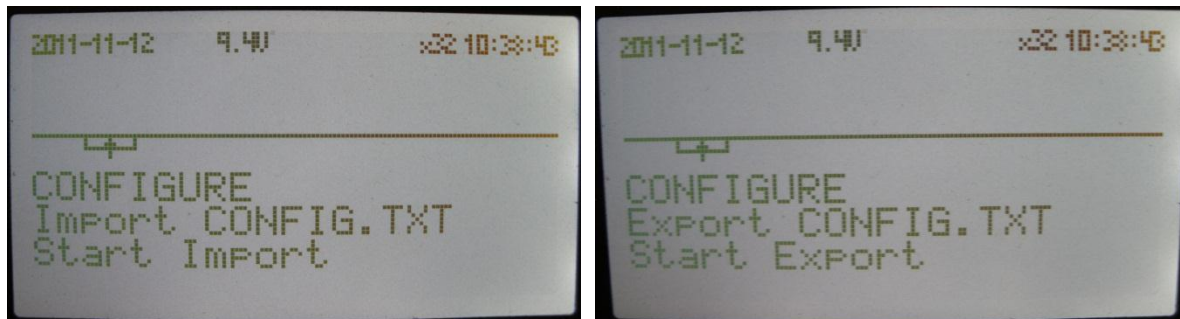 2011-11-12 9.4V x32 10:38:43
CONFIGURE
Import CONFIG.TXT
Start Import
2011-11-12 9.4V x32 10:38:43
CONFIGURE
Export CONFIG.TXT
Start Export